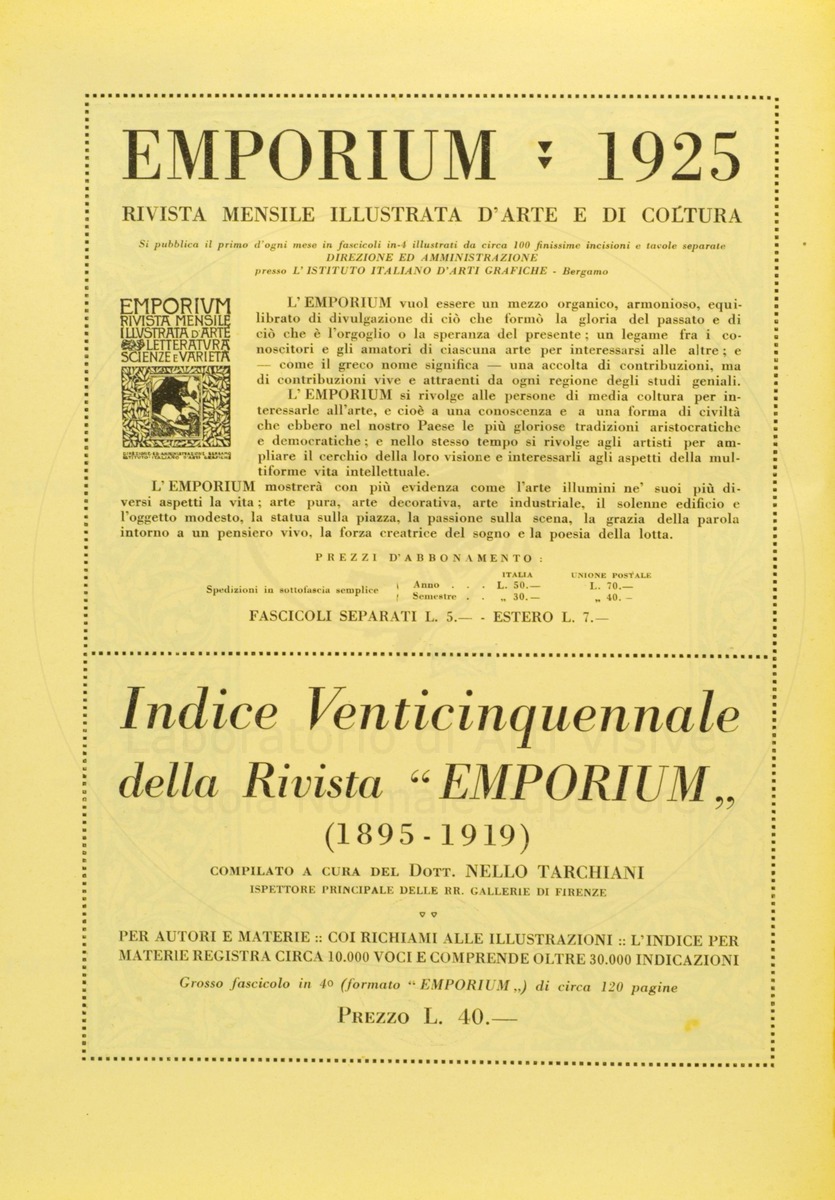 EMPORIUM 1925
RIVISTA MENSILE ILLUSTRATA D'ARTE E DI COLTURA
Si pubblica il primo d'ogni mese in fascicoli in-4 illustrati da circa 100 finissime incisioni e tavole separate
DIREZIONE ED AMMINISTRAZIONE
presso L'ISTITUTO ITALIANO D'ARTI GRAFICHE - Bergamo
EMPORIVM
RIVISTA MENSILE
ILLVSTRATA D'ARTE
LETTERATVRA
SCIENZE E VARIETA
L'EMPORIUM vuol essere un mezzo organico, armonioso, equi-
librato di divulgazione di ciò che formò la gloria del passato e di
ciò che è l'orgoglio o la speranza del presente; un legame fra i co-
noscitori e gli amatori di ciascuna arte per interessarsi alle altre; e
— come il greco nome significa — una accolta di contribuzioni, ma
di contribuzioni vive e attraenti da ogni regione degli studi geniali.
L'EMPORIUM si rivolge alle persone di media coltura per in-
teressarle all'arte, e cioè a una conoscenza e a una forma di civiltà
che ebbero nel nostro Paese le più gloriose tradizioni aristocratiche
e democratiche; e nello stesso tempo si rivolge agli artisti per am-
pliare il cerchio della loro visione e interessarli agli aspetti della mul-
tiforme vita intellettuale.
L'EMPORIUM mostrerà con più evidenza come l'arte illumini ne' suoi più di-
versi aspetti la vita; arte pura, arte decorativa, arte industriale, il solenne edificio e
l'oggetto modesto, la statua sulla piazza, la passione sulla scena, la grazia della parola
intorno a un pensiero vivo, la forza creatrice del sogno e la poesia della lotta.
PREZZI D'ABBONAMENTO:
ITALIA UNIONE POSTALE
Spedizioni in sottofascia semplice
Anno . . . L. 50.— L. 70.—
Semestre . . „ 30.— „ 40. –
FASCICOLI SEPARATI L. 5.— - ESTERO L. 7.—
Indice Venticinquennale
della Rivista “EMPORIUM„
(1895-1919)
COMPILATO A CURA DEL DOTT. NELLO TARCHIANI
ISPETTORE PRINCIPALE DELLE RR. GALLERIE DI FIRENZE
PER AUTORI E MATERIE :: COI RICHIAMI ALLE ILLUSTRAZIONI :: L'INDICE PER
MATERIE REGISTRA CIRCA 10.000 VOCI E COMPRENDE OLTRE 30.000 INDICAZIONI
Grosso fascicolo in 4º (formato “EMPORIUM„) di circa 120 pagine
PREZZO L. 40.—